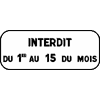 INTERDIT
DU 1ER AU 15 DU MOIS